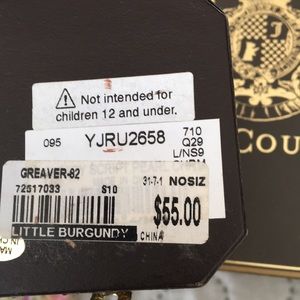 Not intended for
children 12 and under.
095 YJRU2658 710
Q29
L/NS9
GREAVER-82
72517033 $10 31-7-1 NOSIZ
$55.00
LITTLE BURGUNDY
CHINA
COU